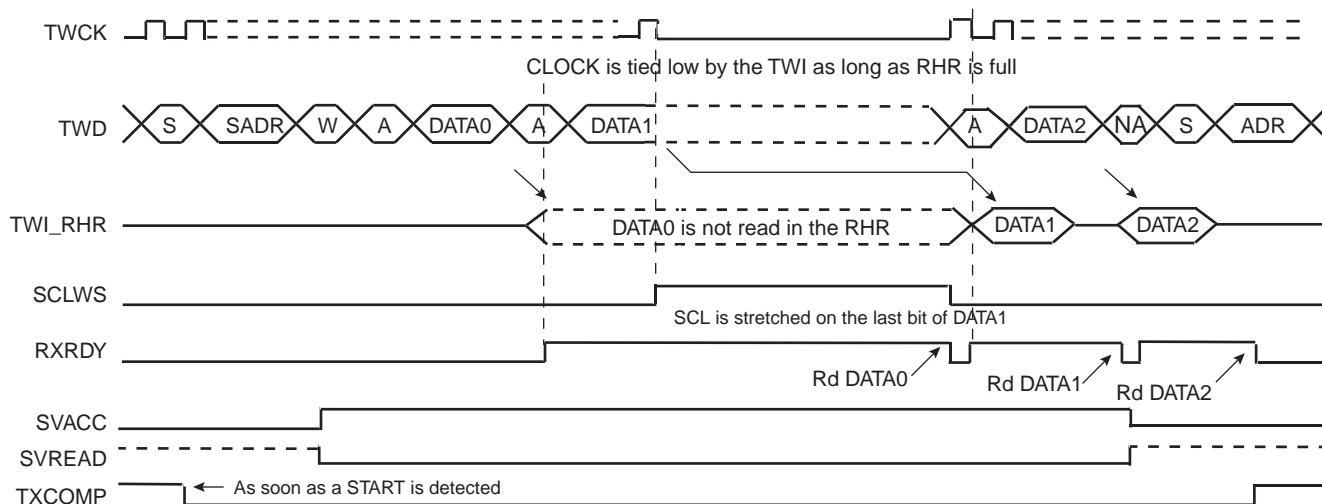 TWCK
CLOCK is tied low by the TWI as long as RHR is full
TWD S SADR W A DATA0 A DATA1 A DATA2 NA S ADR
TWI_RHR DATA0 is not read in the RHR DATA1 DATA2
SCLWS
SCL is stretched on the last bit of DATA1
RXRDY
Rd DATA0 Rd DATA1 Rd DATA2
SVACC
SVREAD
TXCOMP As soon as a START is detected